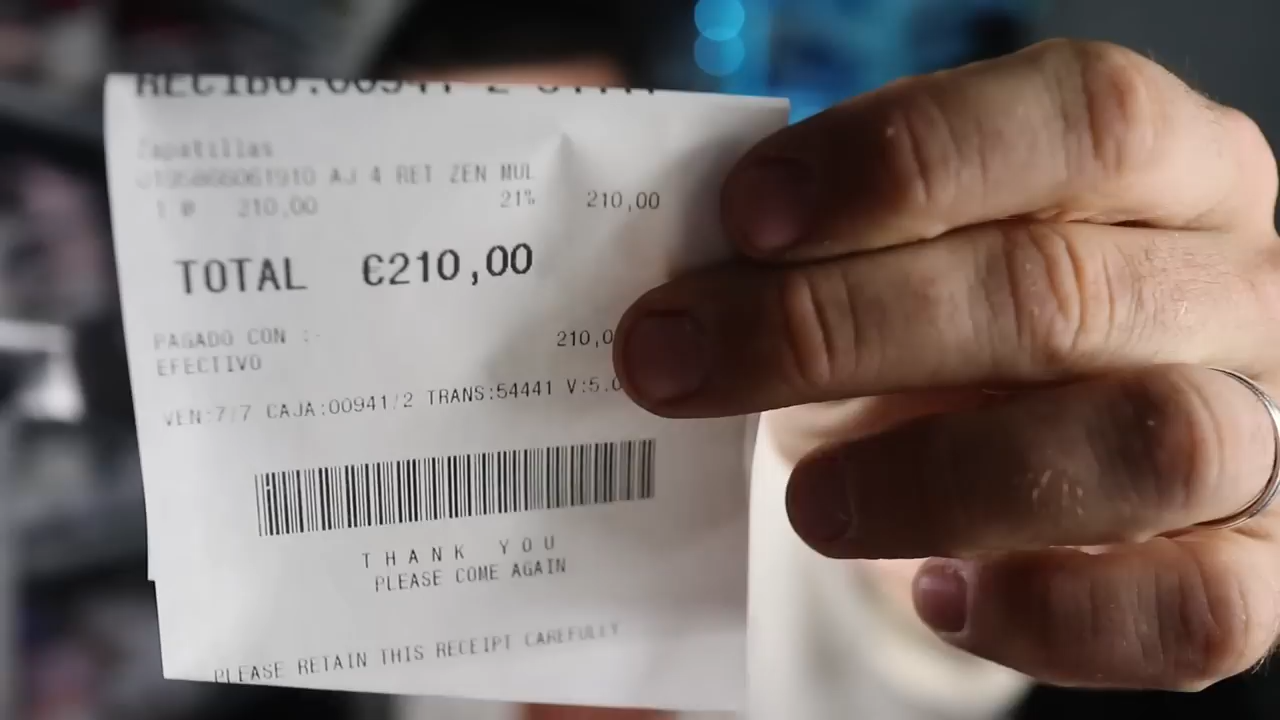 Zapatillas
AJ 4 RET ZEN MUL
1 @ 210,00 21% 210,00
TOTAL €210,00
PAGADO CON :- 210,0
EFECTIVO
VEN:7/7 CAJA:00941/2 TRANS:54441 V:5.0
THANK YOU
PLEASE COME AGAIN
PLEASE RETAIN THIS RECEIPT CAREFULLY